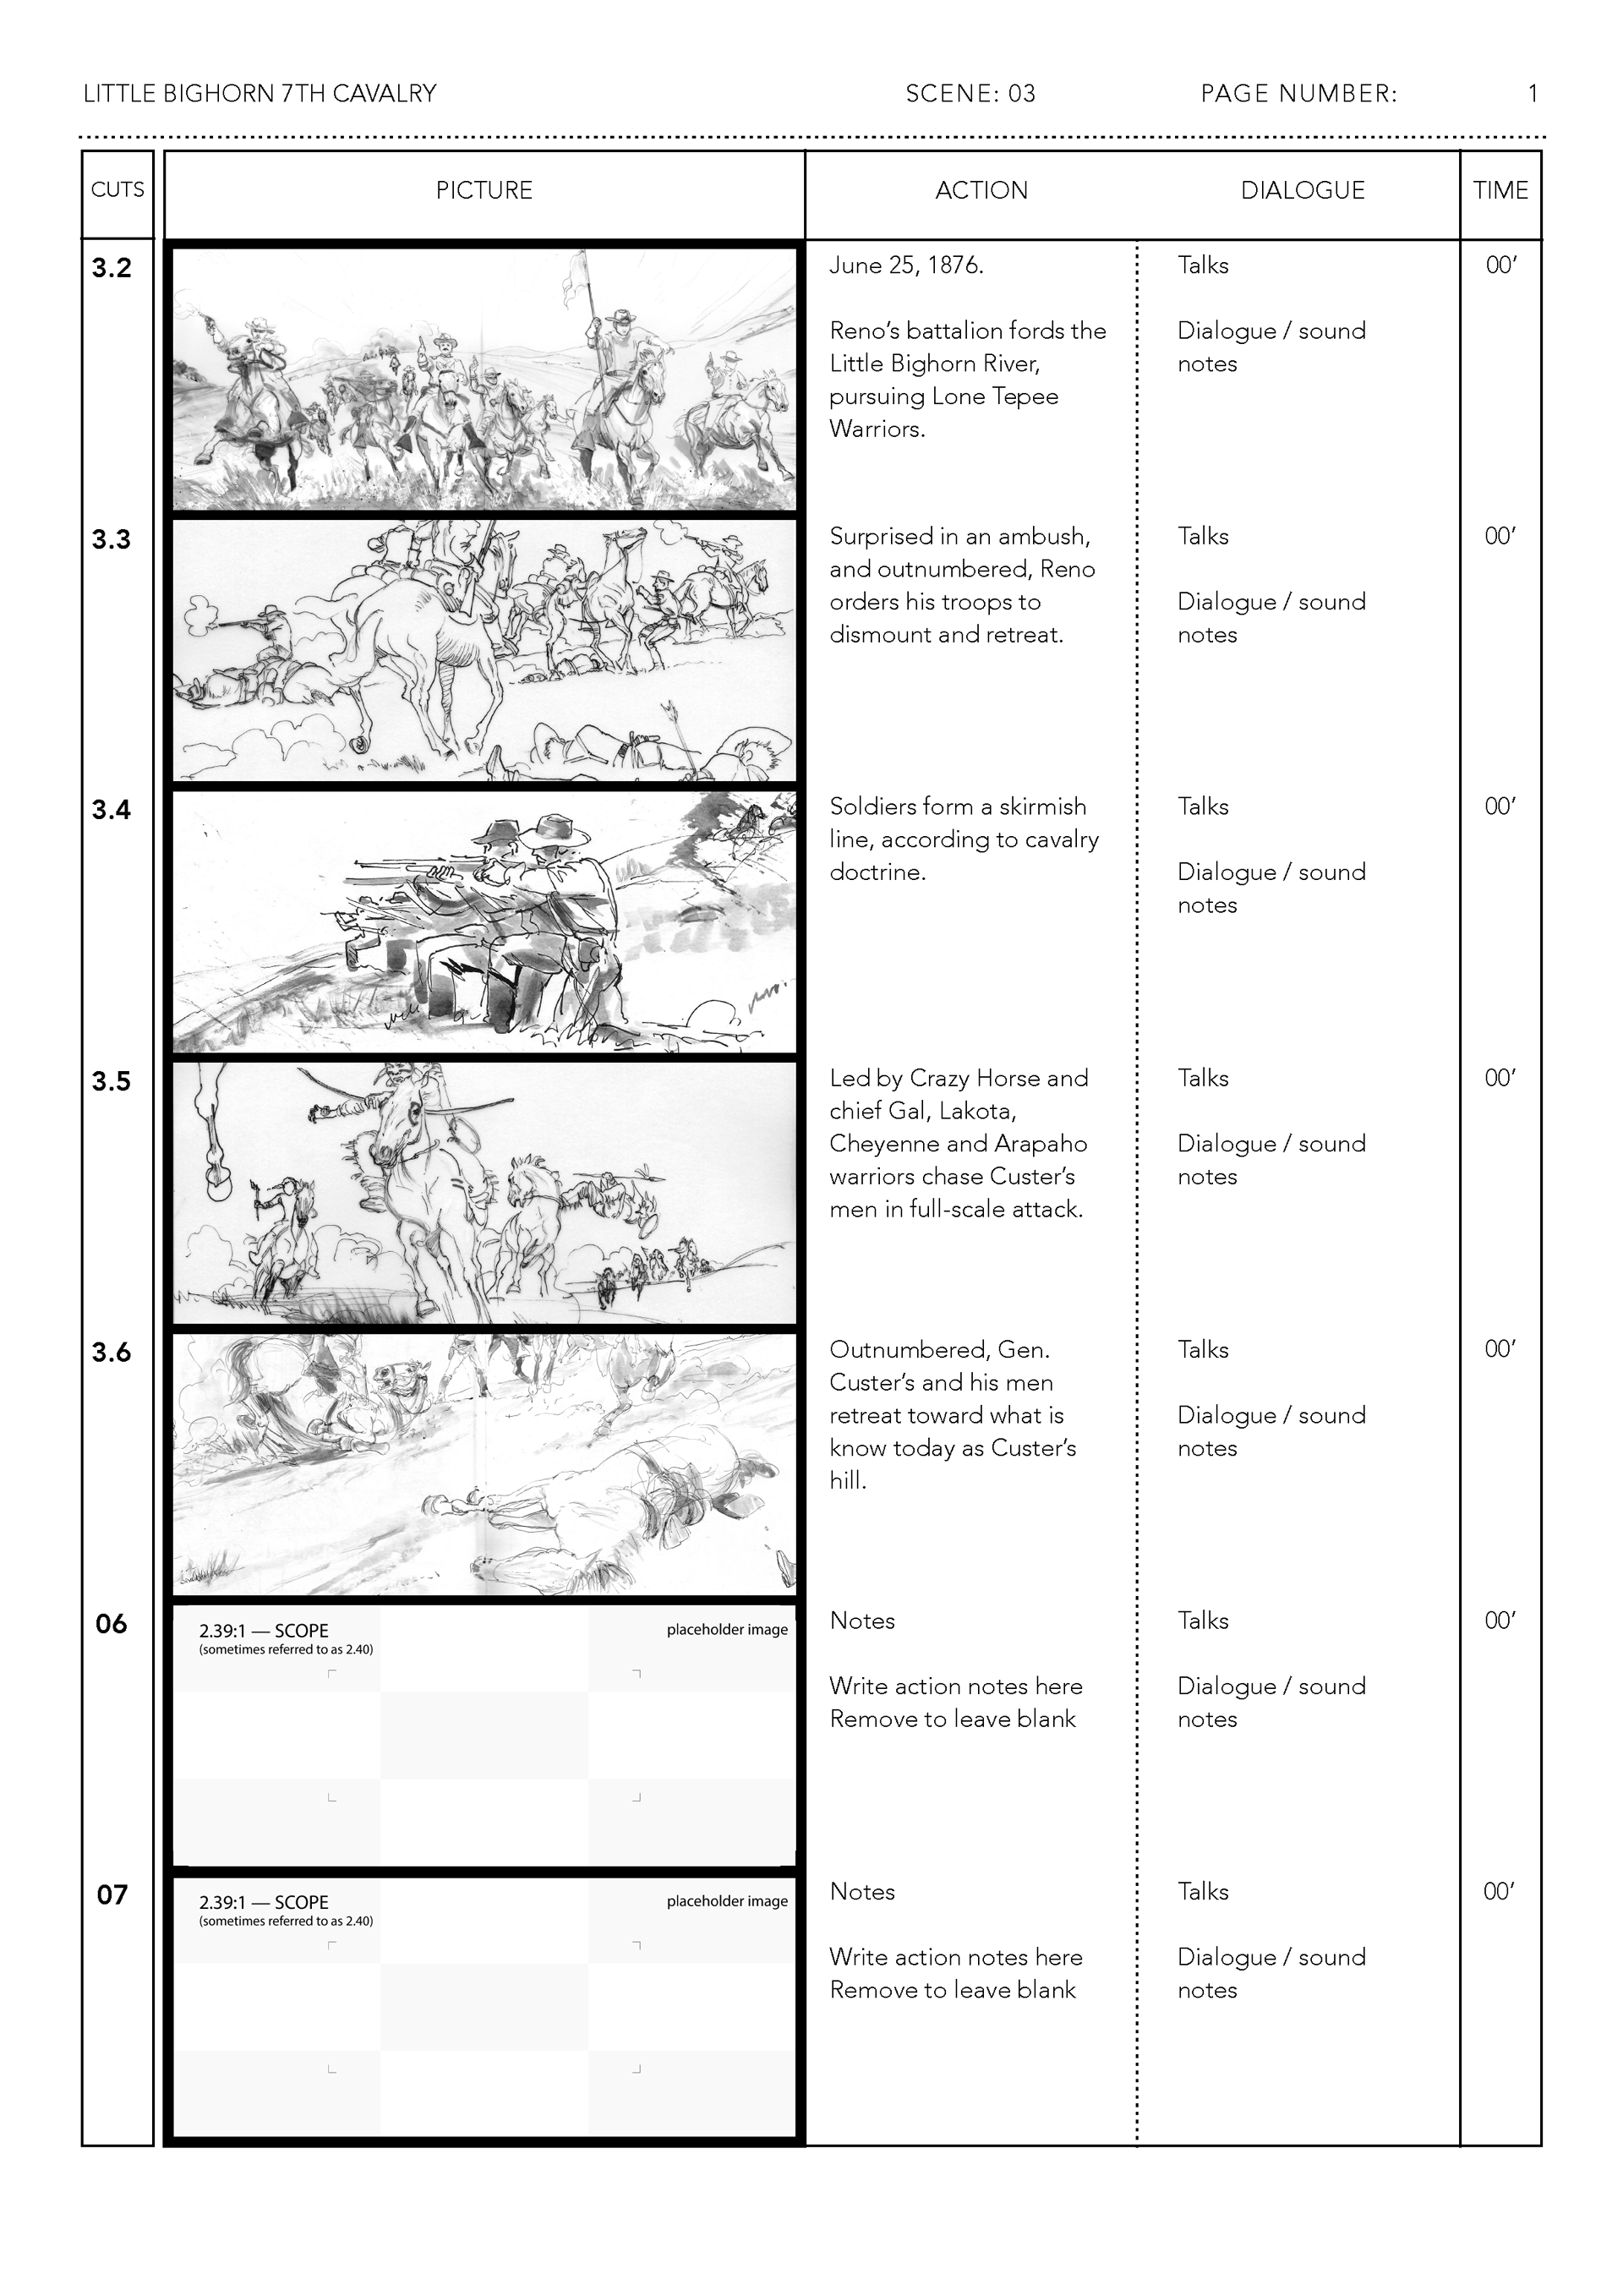 LITTLE BIGHORN 7TH CAVALRY
SCENE: 03
PAGE NUMBER: 1
CUTS
PICTURE
ACTION
DIALOGUE
TIME
3.2
June 25, 1876.
Reno’s battalion fords the
Little Bighorn River,
pursuing Lone Tepee
Warriors.
Talks
Dialogue / sound
notes
00’
3.3
Surprised in an ambush,
and outnumbered, Reno
orders his troops to
dismount and retreat.
Talks
Dialogue / sound
notes
00’
3.4
Soldiers form a skirmish
line, according to cavalry
doctrine.
Talks
Dialogue / sound
notes
00’
3.5
Led by Crazy Horse and
chief Gal, Lakota,
Cheyenne and Arapaho
warriors chase Custer’s
men in full-scale attack.
Talks
Dialogue / sound
notes
00’
3.6
Outnumbered, Gen.
Custer’s and his men
retreat toward what is
know today as Custer’s
hill.
Talks
Dialogue / sound
notes
00’
06
2.39:1 — SCOPE
(sometimes referred to as 2.40)
placeholder image
Notes
Write action notes here
Remove to leave blank
Talks
Dialogue / sound
notes
00’
07
2.39:1 — SCOPE
(sometimes referred to as 2.40)
placeholder image
Notes
Write action notes here
Remove to leave blank
Talks
Dialogue / sound
notes
00’